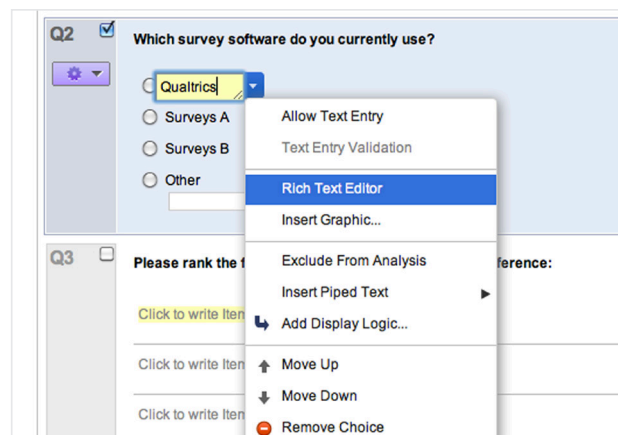 Q2
Which survey software do you currently use?
Qualtrics
Surveys A
Surveys B
Other
Allow Text Entry
Text Entry Validation
Rich Text Editor
Insert Graphic...
Exclude From Analysis
Insert Piped Text
Add Display Logic...
Move Up
Move Down
Remove Choice
Q3
Please rank the f
ference:
Click to write Iten
Click to write Iten
Click to write Iten